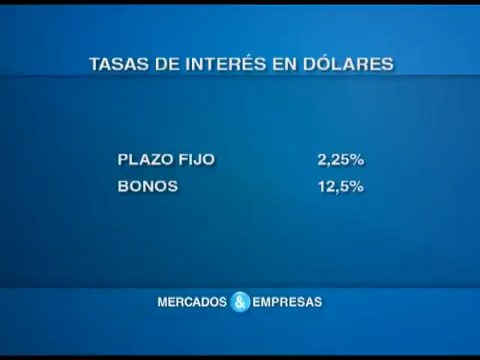 TASAS DE INTERÉS EN DÓLARES
PLAZO FIJO 2,25%
BONOS 12,5%
MERCADOS & EMPRESAS